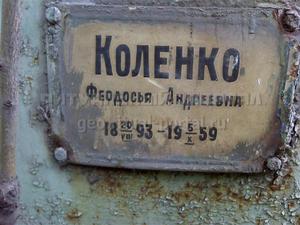 КОЛЕНКО
ФЕОДОСЬЯ АНДРЕЕВНА
18 20/VIII 93 - 19 5/X 59